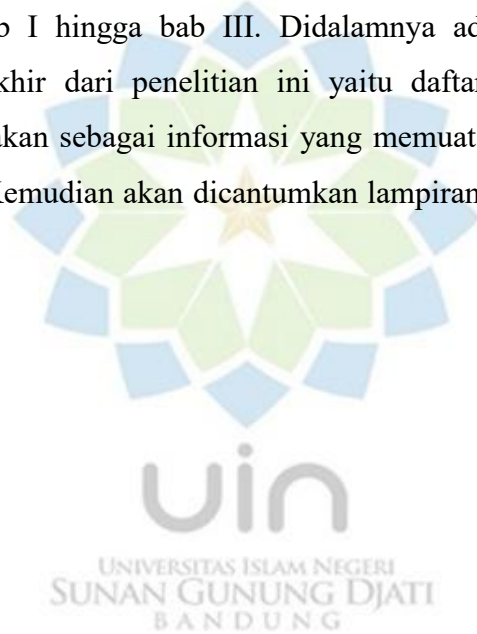 b I hingga bab III. Didalamnya ad
khir dari penelitian ini yaitu daftar
akan sebagai informasi yang memuat
Kemudian akan dicantumkan lampiran
uin
UNIVERSITAS ISLAM NEGERI
SUNAN GUNUNG DJATI
BANDUNG